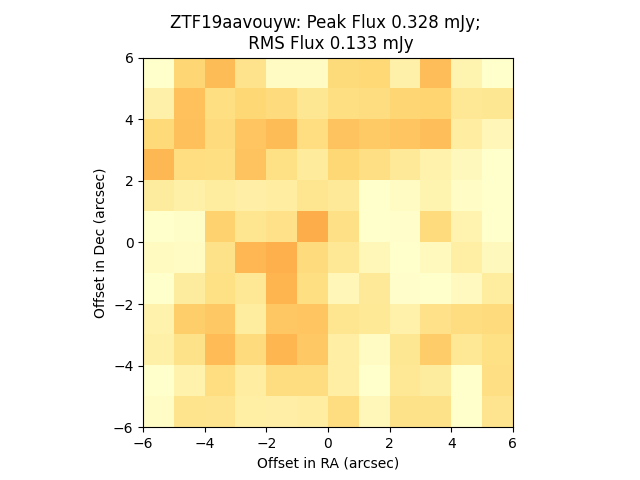 ZTF19aavouyw: Peak Flux 0.328 mJy;
RMS Flux 0.133 mJy
6
4
2
0
−2
−4
−6
Offset in Dec (arcsec)
−6 −4 −2 0 2 4 6
Offset in RA (arcsec)